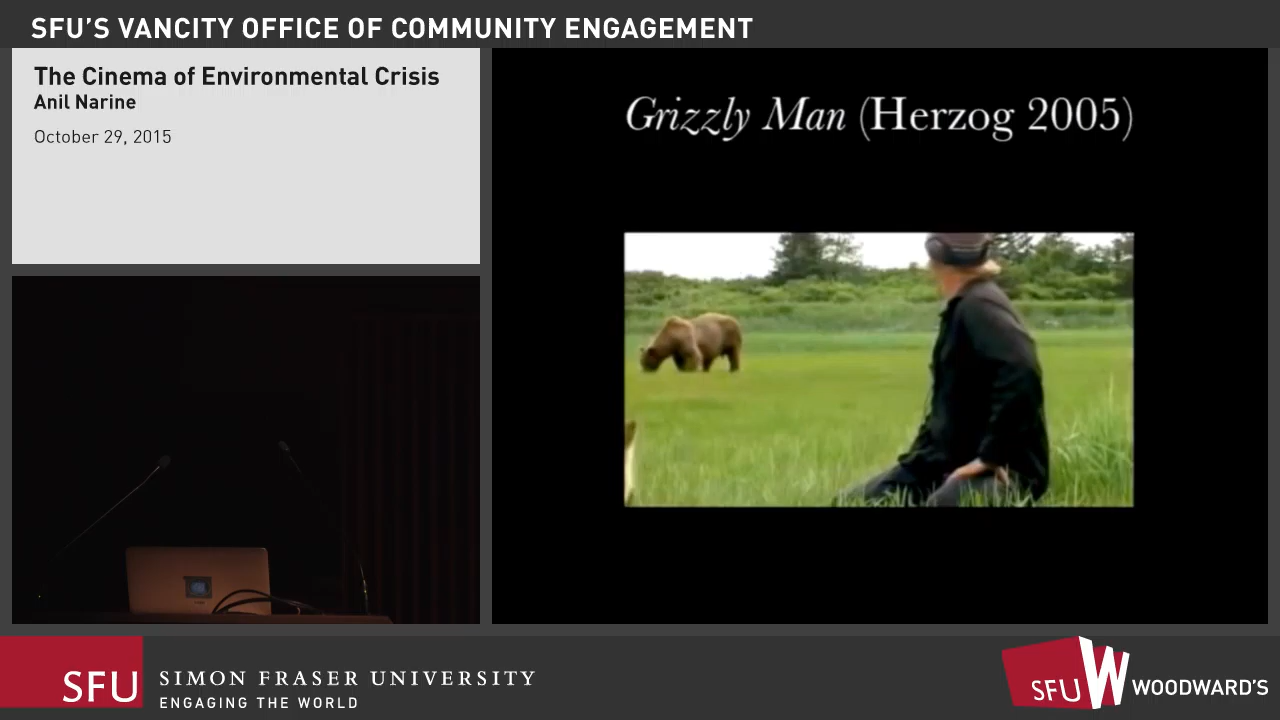 SFU'S VANCITY OFFICE OF COMMUNITY ENGAGEMENT
The Cinema of Environmental Crisis
Anil Narine
October 29, 2015
Grizzly Man (Herzog 2005)
SFU
SIMON FRASER UNIVERSITY
ENGAGING THE WORLD
SFU W WOODWARD'S